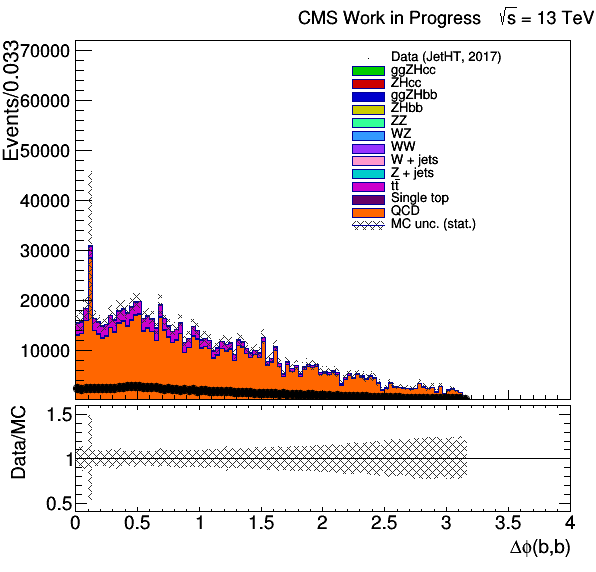 CMS Work in Progress √s = 13 TeV
Events/0.033
70000
60000
50000
40000
30000
20000
10000
Data (JetHT, 2017)
ggZHcc
ZHcc
ggZHbb
ZHbb
ZZ
WZ
WW
W + jets
Z + jets
tt̅
Single top
QCD
MC unc. (stat.)
Data/MC
1.5
1
0.5
0 0.5 1 1.5 2 2.5 3 3.5 4
Δϕ(b,b)